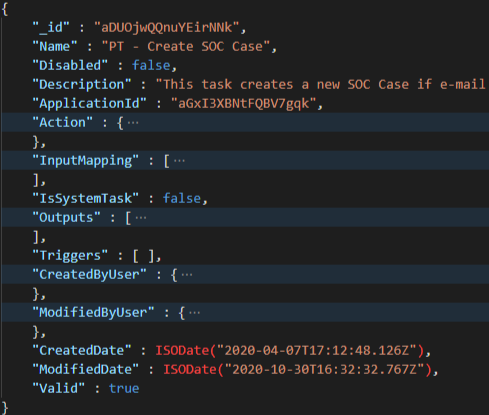 {
"_id" : "aDUOjwQQnuYEirNNk",
"Name" : "PT - Create SOC Case",
"Disabled" : false,
"Description" : "This task creates a new SOC Case if e-mail
"ApplicationId" : "aGxI3XBNtFQBV7gqk",
"Action" : { ···
},
"InputMapping" : [ ···
],
"IsSystemTask" : false,
"Outputs" : [ ···
],
"Triggers" : [ ],
"CreatedByUser" : { ···
},
"ModifiedByUser" : { ···
},
"CreatedDate" : ISODate("2020-04-07T17:12:48.126Z"),
"ModifiedDate" : ISODate("2020-10-30T16:32:32.767Z"),
"Valid" : true
}